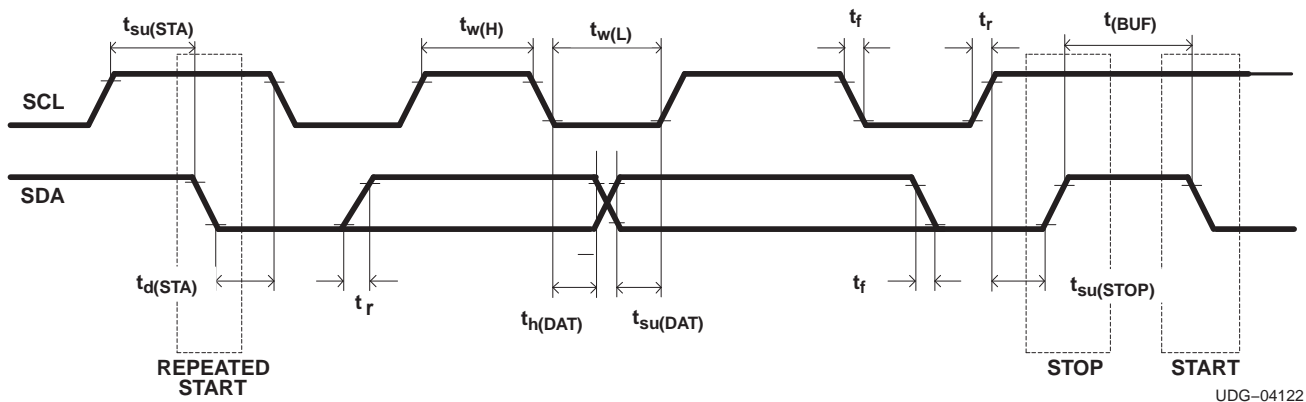 tsu(STA)
tw(H)
tw(L)
tf
tr
t(BUF)
SCL
SDA
td(STA)
tr
th(DAT)
tsu(DAT)
tf
tsu(STOP)
REPEATED
START
STOP
START
UDG−04122